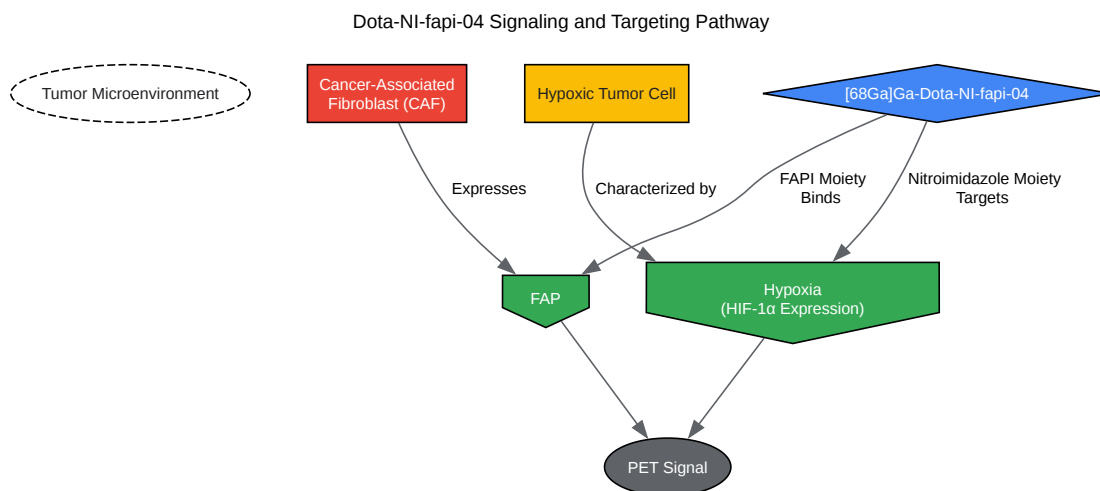 Dota-NI-fapi-04 Signaling and Targeting Pathway
Tumor Microenvironment
Cancer-Associated
Fibroblast (CAF)
Hypoxic Tumor Cell
[68Ga]Ga-Dota-NI-fapi-04
Expresses
Characterized by
FAPI Moiety
Binds
Nitroimidazole Moiety
Targets
FAP
Hypoxia
(HIF-1α Expression)
PET Signal